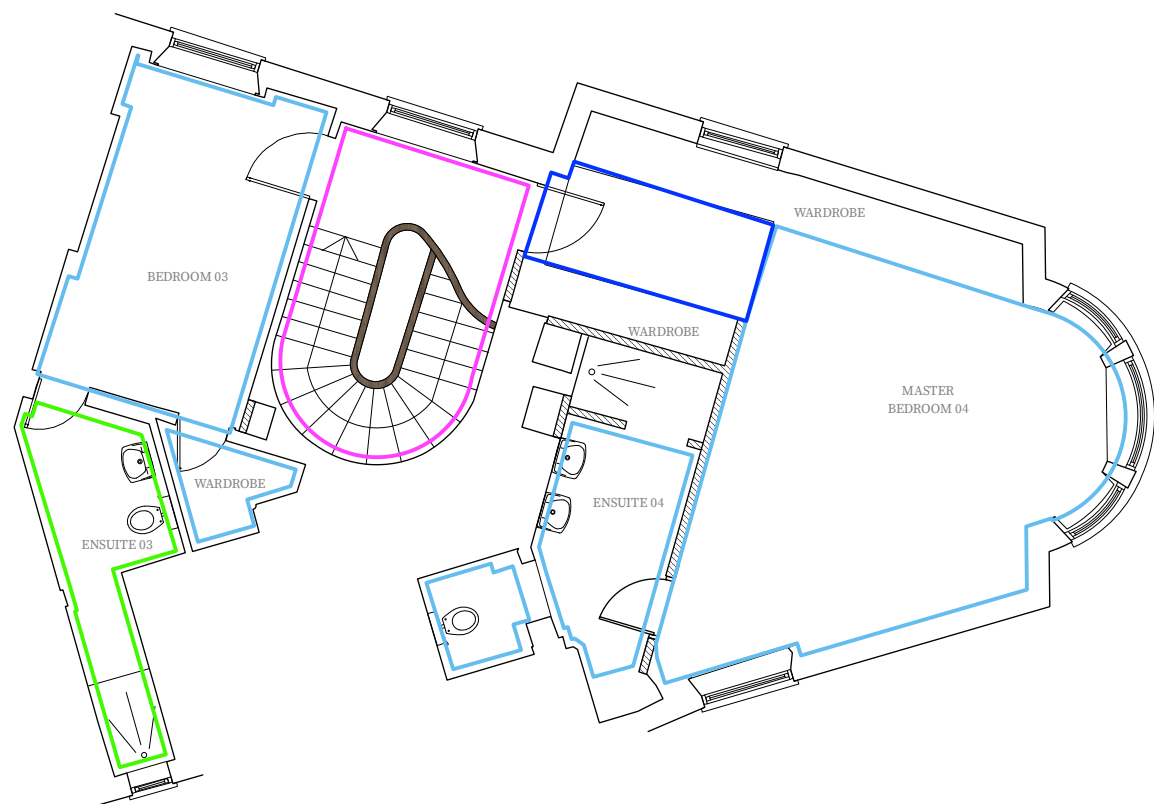 WARDROBE
BEDROOM 03
WARDROBE
MASTER
BEDROOM 04
WARDROBE
ENSUITE 04
ENSUITE 03